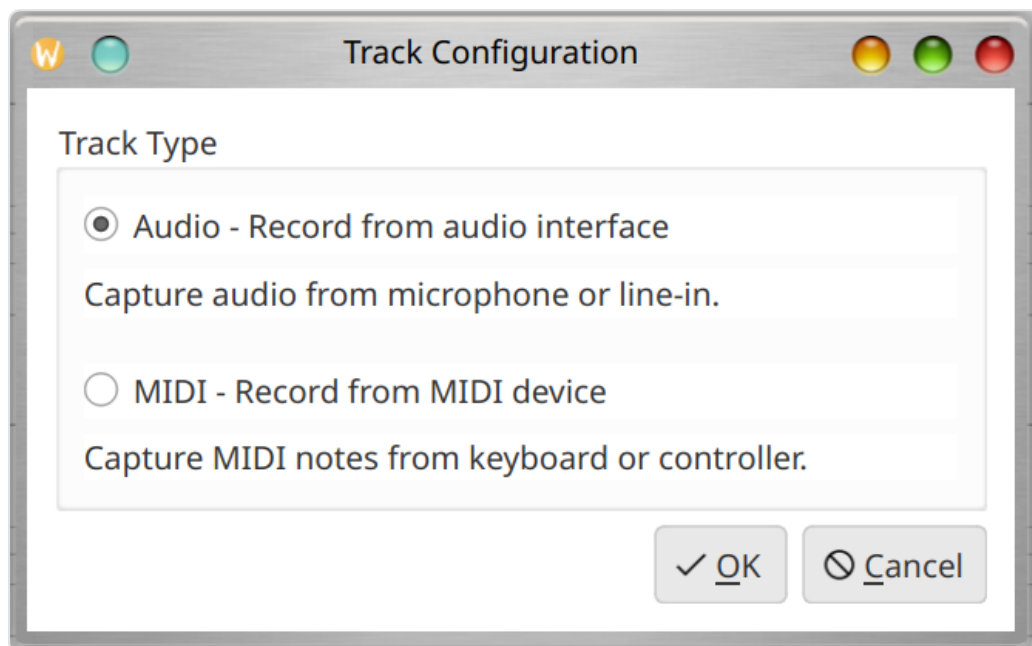 W
Track Configuration
Track Type
Audio - Record from audio interface
Capture audio from microphone or line-in.
MIDI - Record from MIDI device
Capture MIDI notes from keyboard or controller.
OK
Cancel